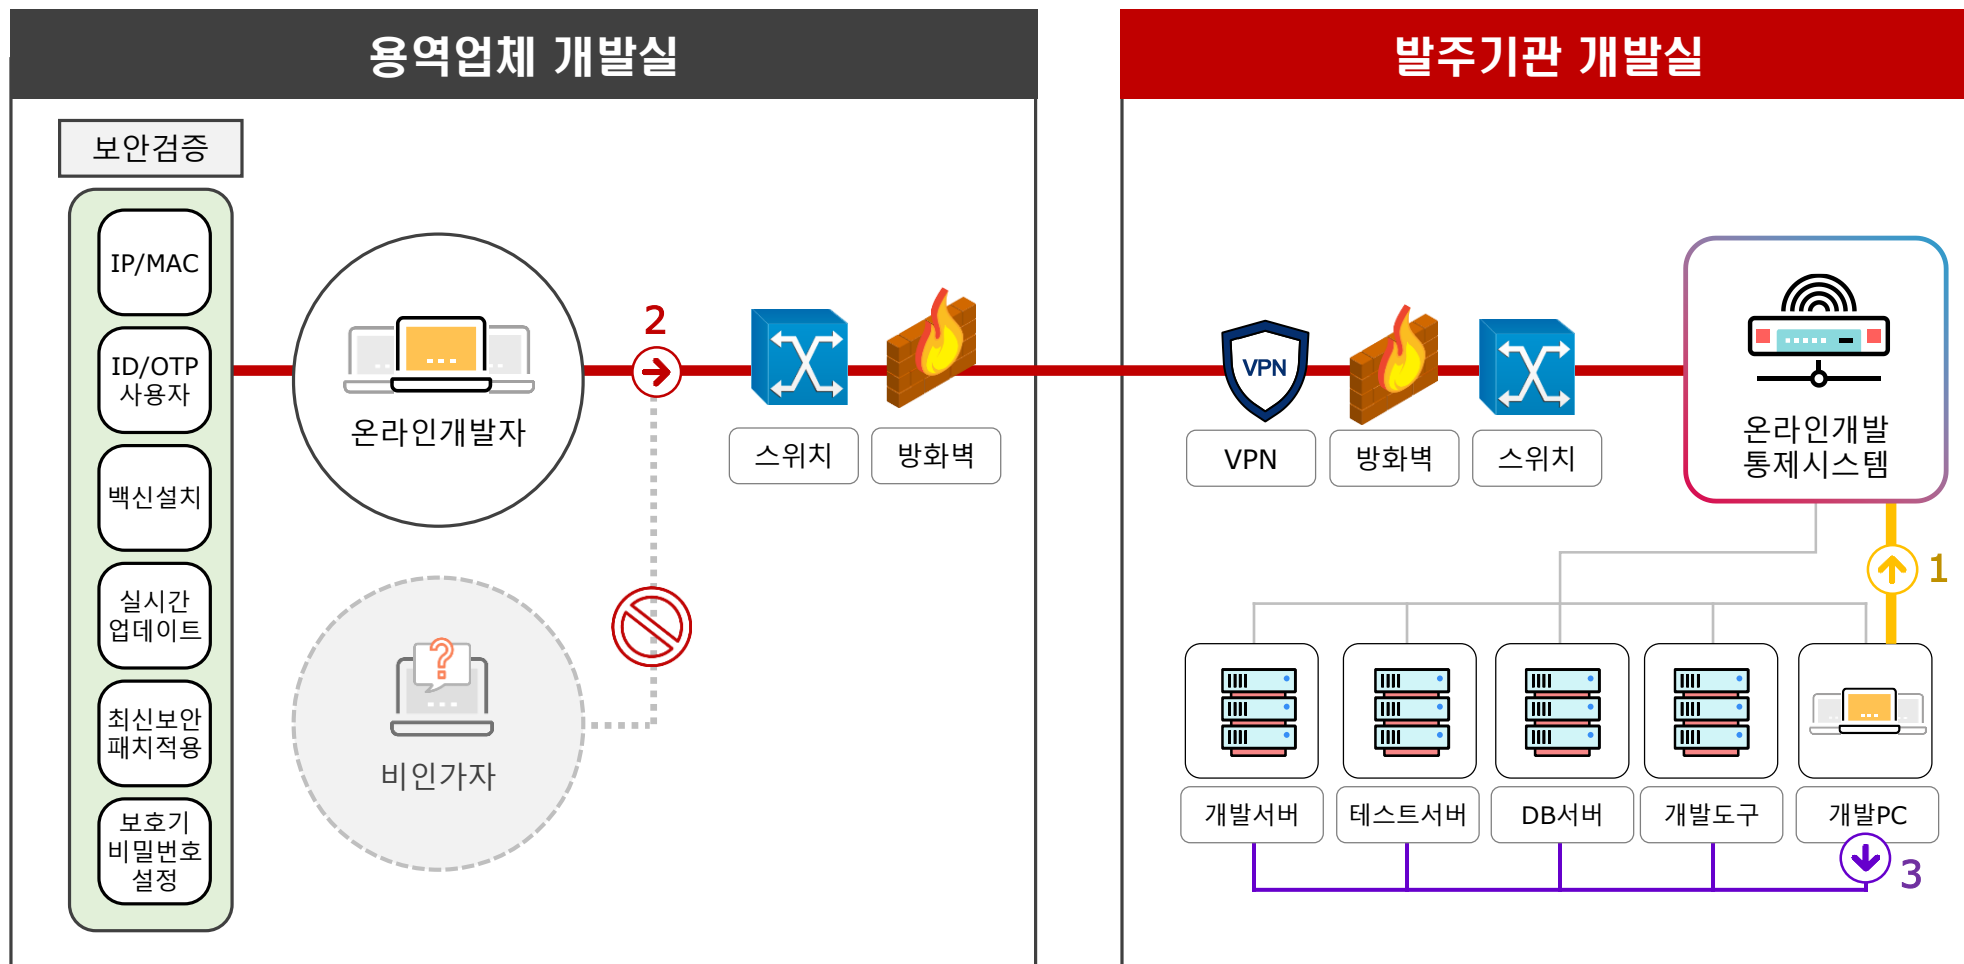 용역업체 개발실
보안검증
IP/MAC
ID/OTP
사용자
백신설치
실시간
업데이트
최신보안
패치적용
보호기
비밀번호
설정
온라인개발자
2
스위치
방화벽
?
비인가자
발주기관 개발실
VPN
VPN
방화벽
스위치
온라인개발
통제시스템
1
개발서버
테스트서버
DB서버
개발도구
개발PC
3